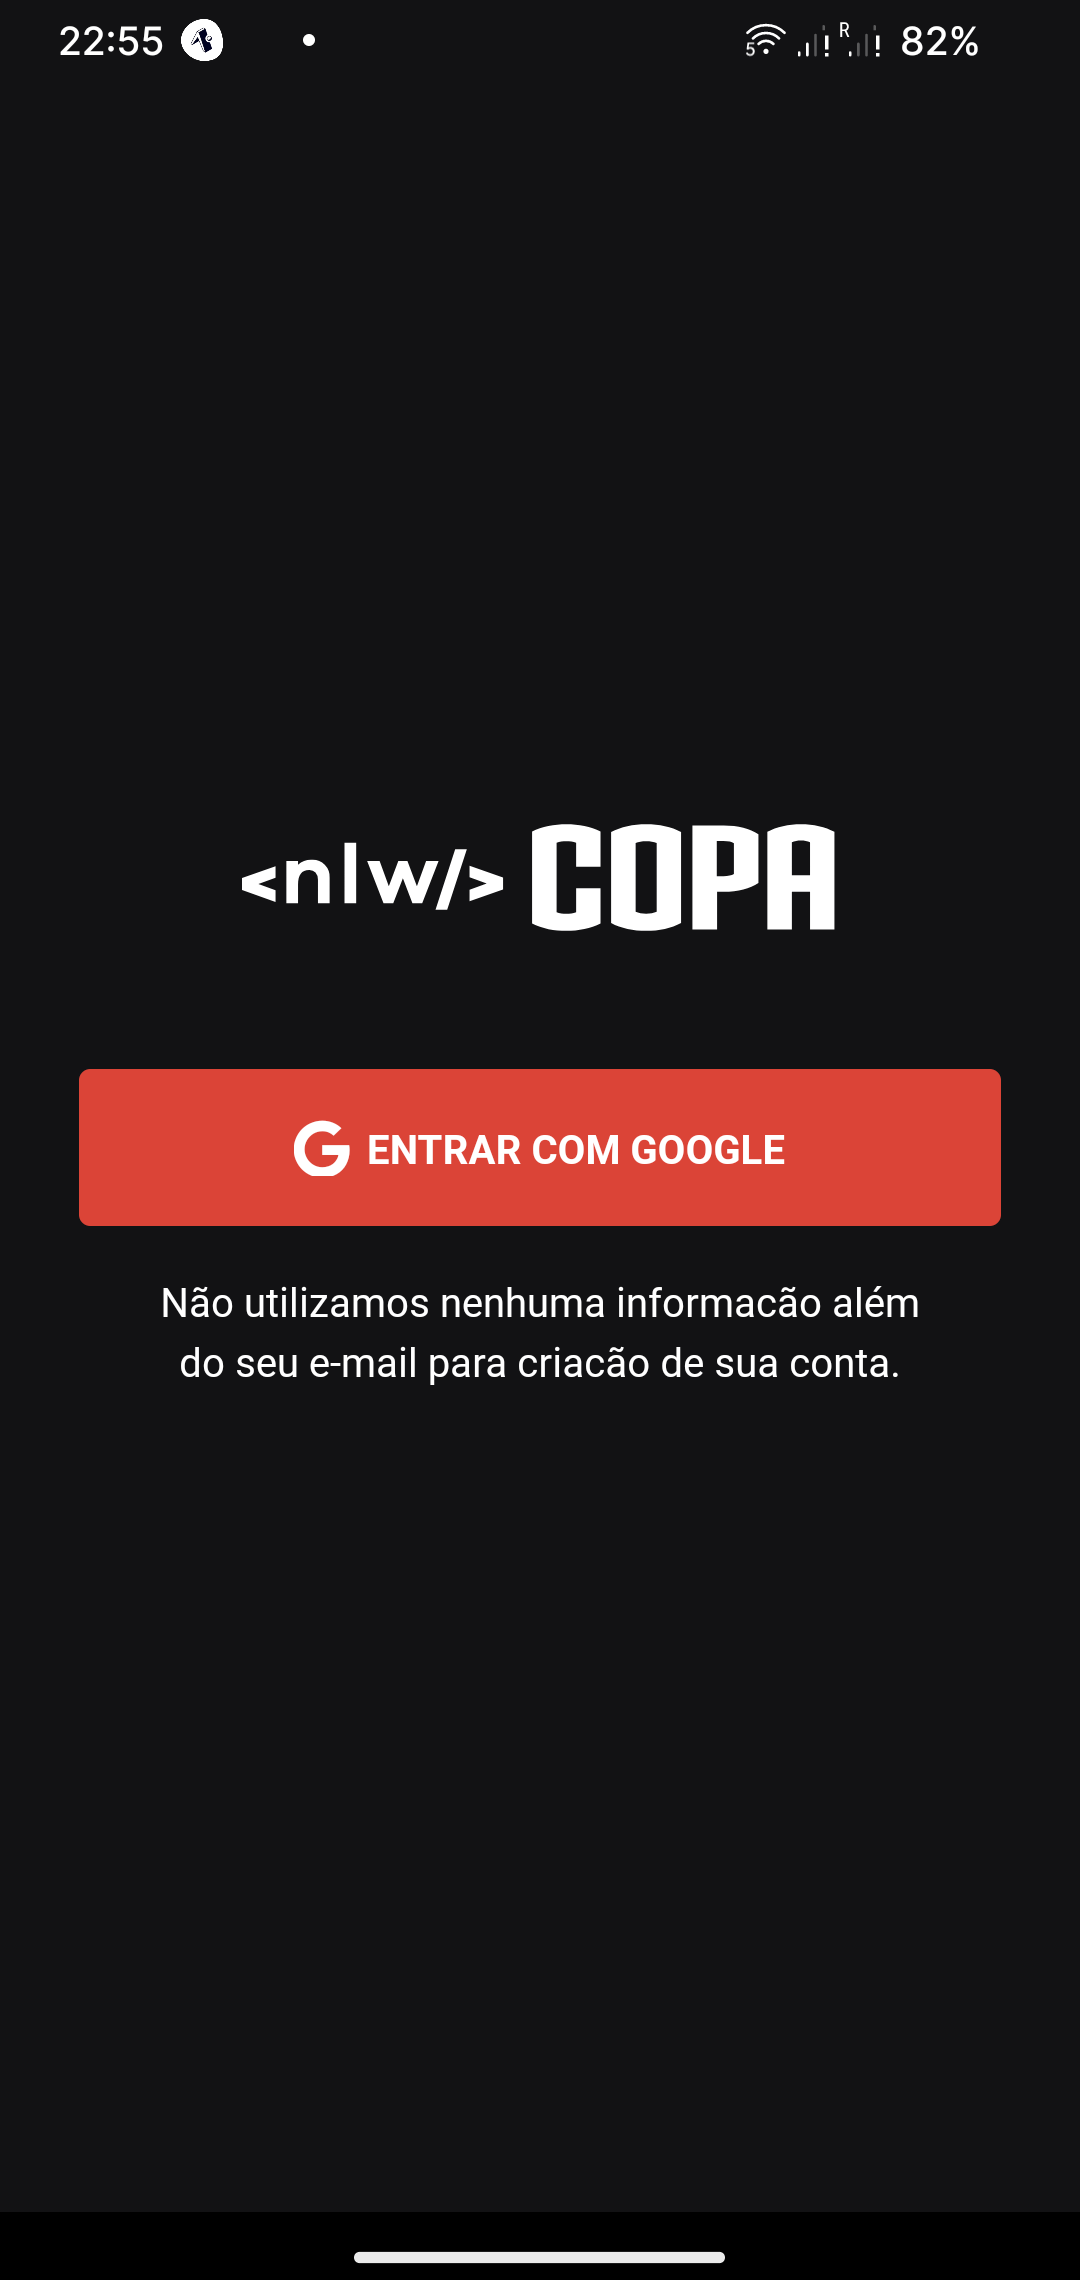 22:55
5
R
82%
<nlw/> COPA
G ENTRAR COM GOOGLE
Não utilizamos nenhuma informacão além
do seu e-mail para criacão de sua conta.